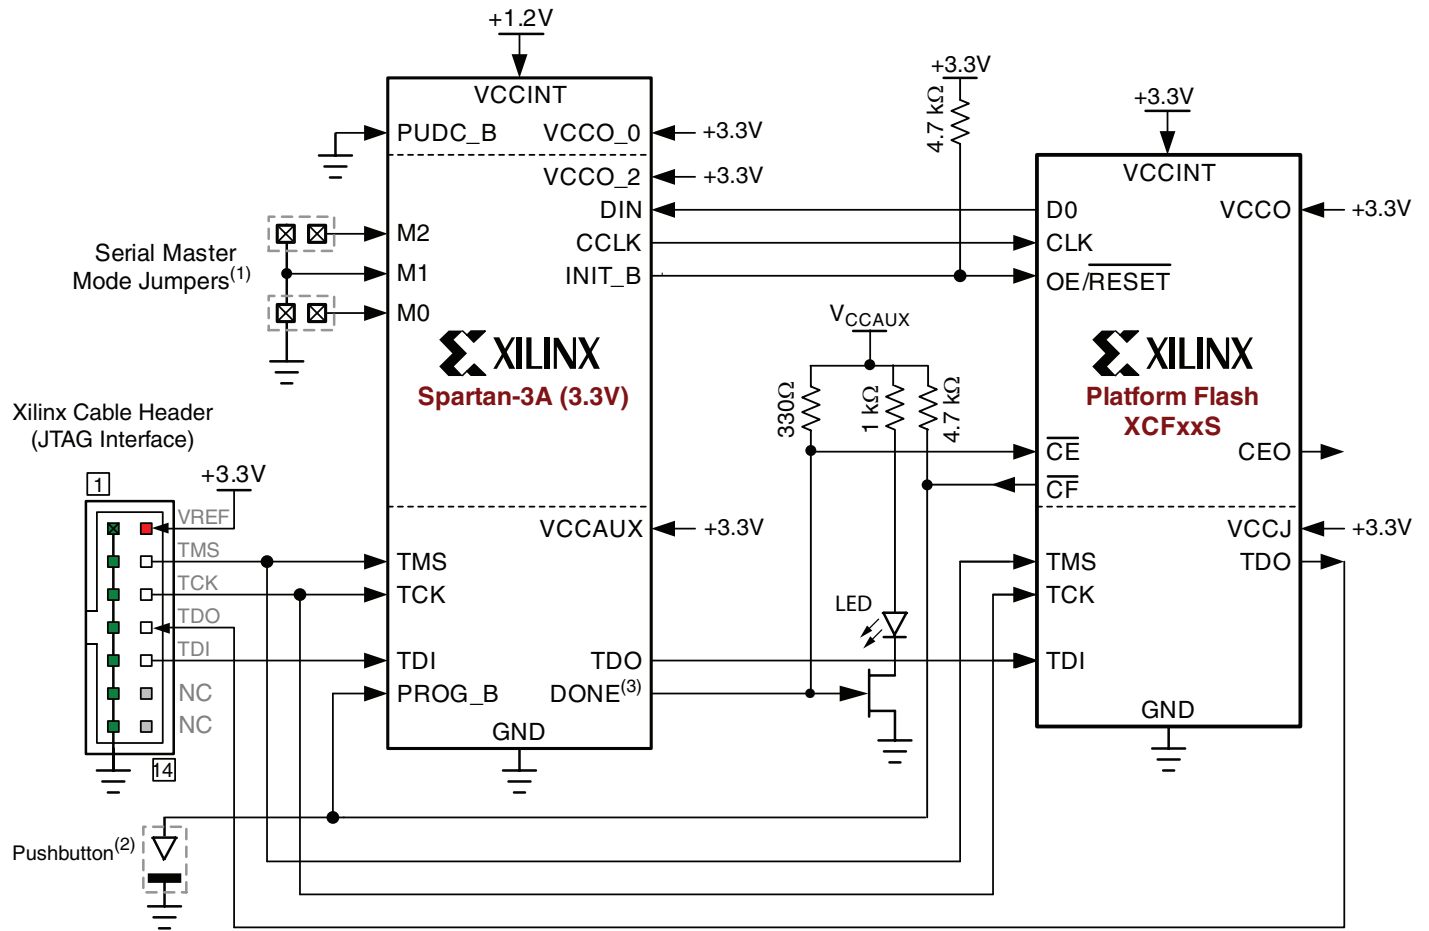 +1.2V
VCCINT
PUDC_B
VCCO_0
+3.3V
VCCO_2
+3.3V
DIN
CCLK
INIT_B
M2
M1
M0
Serial Master
Mode Jumpers(1)
XILINX
Spartan-3A (3.3V)
Xilinx Cable Header
(JTAG Interface)
1
+3.3V
VREF
TMS
TCK
TDO
TDI
NC
NC
14
VCCAUX
+3.3V
TMS
TCK
TDI
TDO
PROG_B
DONE(3)
GND
Pushbutton(2)
+3.3V
4.7 kΩ
VCCAUX
330Ω
1 kΩ
4.7 kΩ
LED
+3.3V
VCCINT
D0
VCCO
+3.3V
CLK
OE/RESET
XILINX
Platform Flash
XCFxxS
CE
CEO
CF
VCCJ
+3.3V
TMS
TDO
TCK
TDI
GND